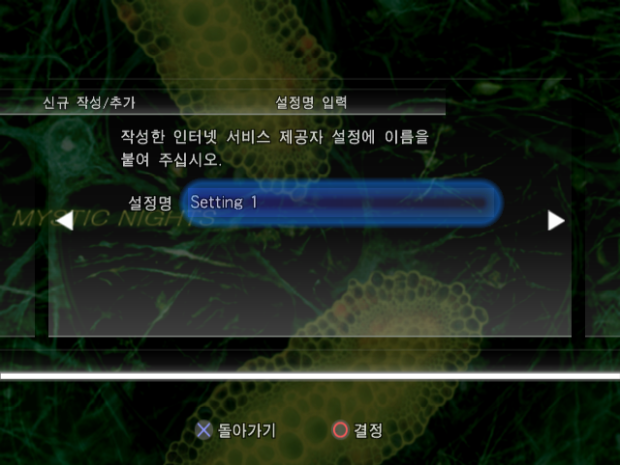 신규 작성/추가
설정명 입력
작성한 인터넷 서비스 제공자 설정에 이름을
붙여 주십시오.
설정명 Setting 1
MYSTIC NIGHTS
돌아가기 결정